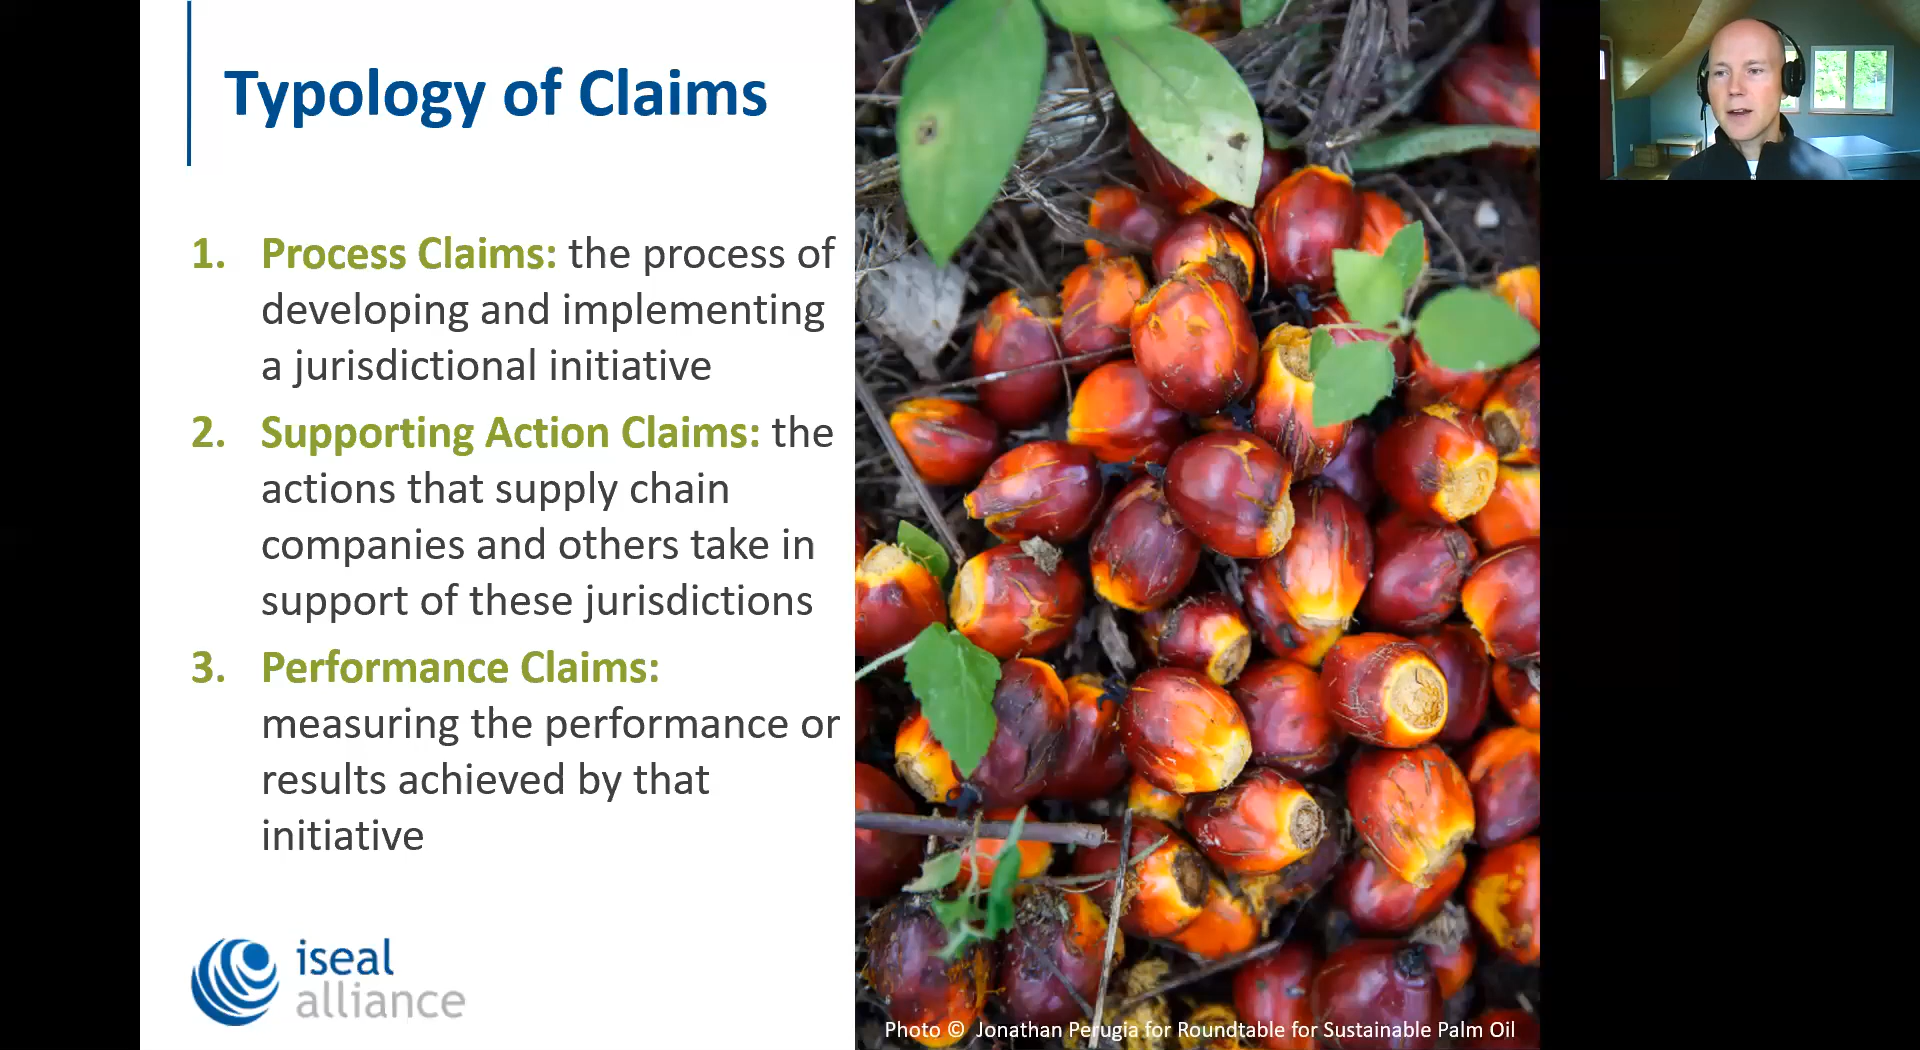 Typology of Claims
1. Process Claims: the process of
developing and implementing
a jurisdictional initiative
2. Supporting Action Claims: the
actions that supply chain
companies and others take in
support of these jurisdictions
3. Performance Claims:
measuring the performance or
results achieved by that
initiative
iseal
alliance
Photo © Jonathan Perugia for Roundtable for Sustainable Palm Oil